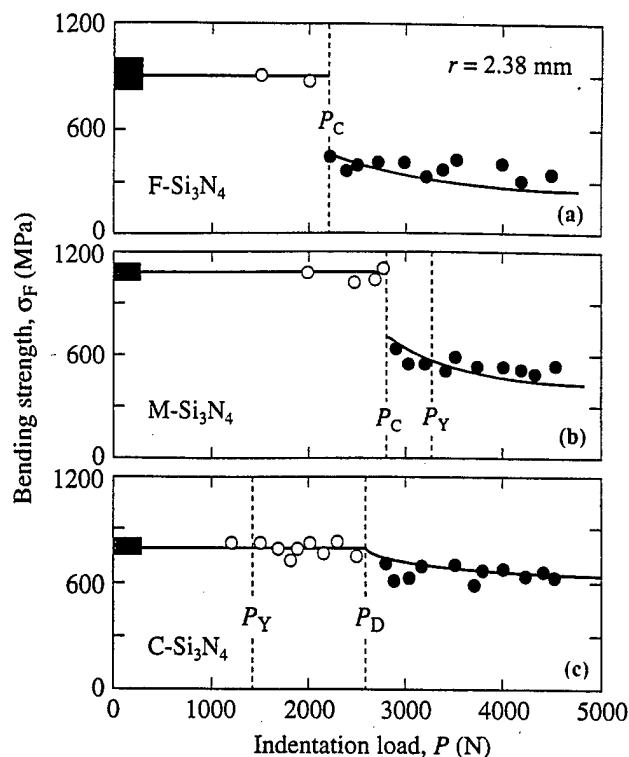 1200
r = 2.38 mm
600
P_C
F-Si₃N₄
(a)
0
1200
600
M-Si₃N₄
P_C
P_Y
(b)
0
1200
600
P_Y
P_D
C-Si₃N₄
(c)
0
0 1000 2000 3000 4000 5000
Indentation load, P (N)
Bending strength, σ_F (MPa)